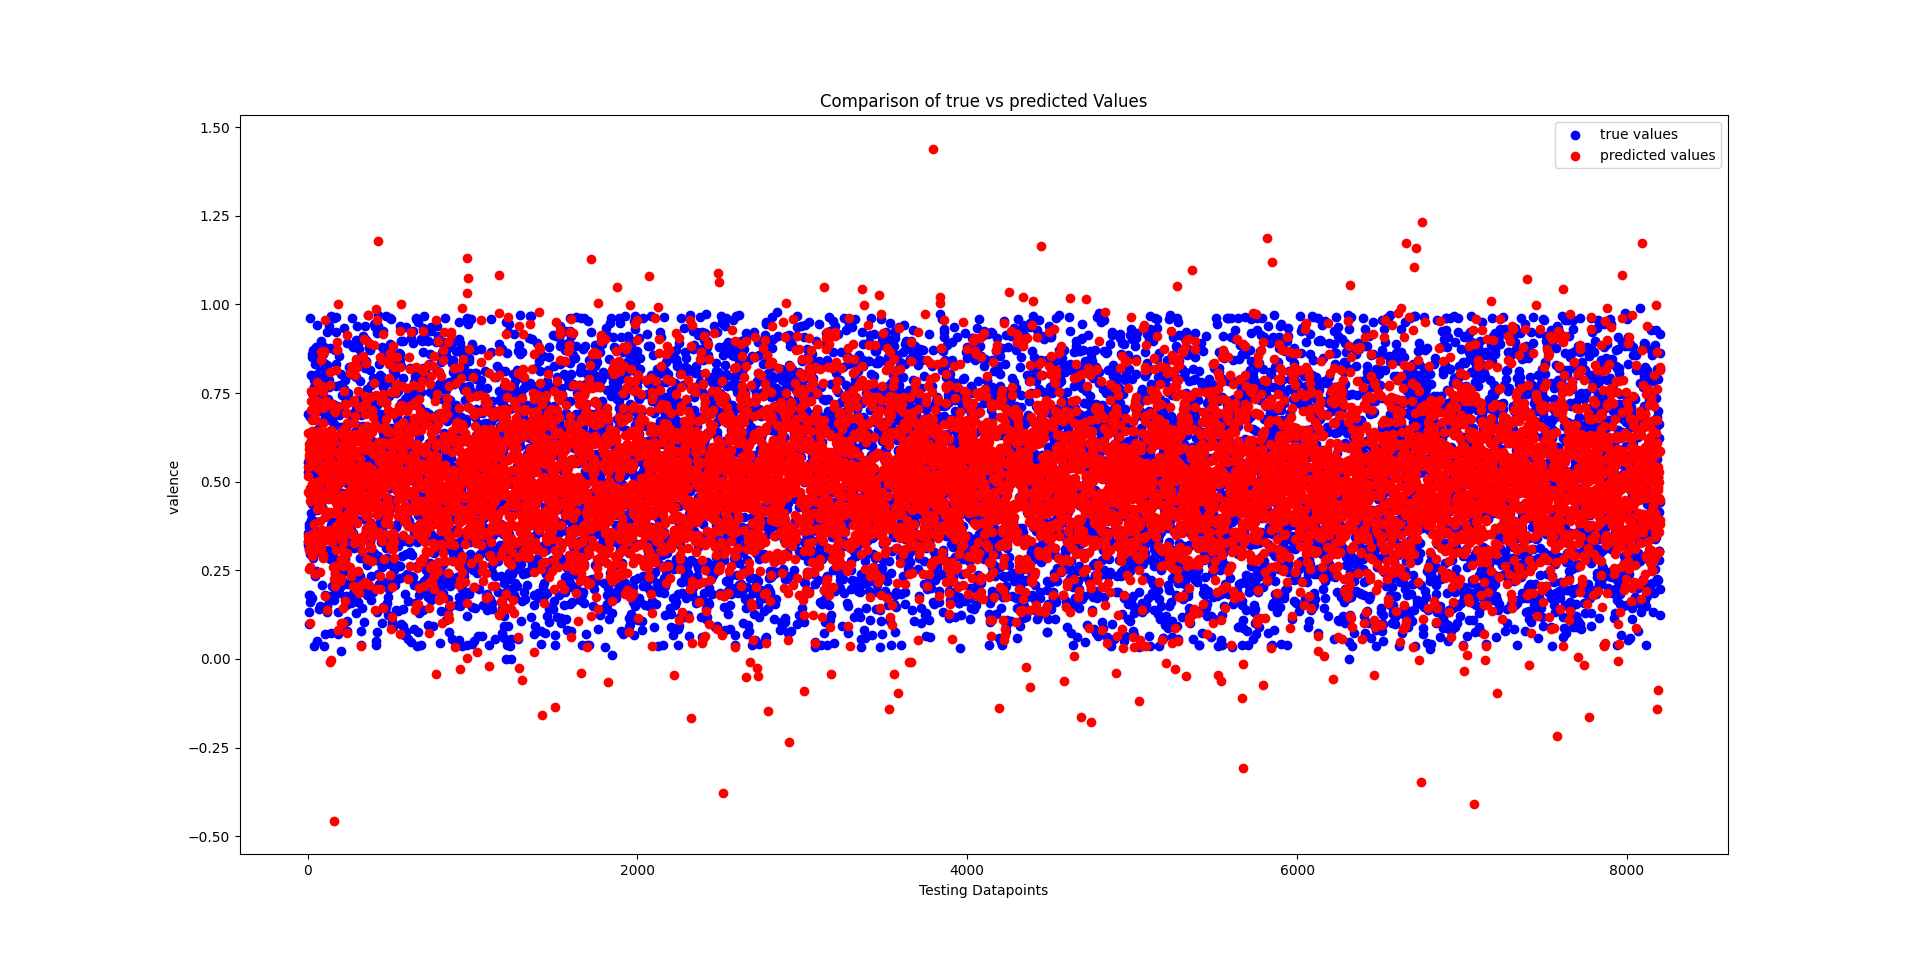 Comparison of true vs predicted Values
true values
predicted values
1.50
1.25
1.00
0.75
0.50
0.25
0.00
−0.25
−0.50
valence
0 2000 4000 6000 8000
Testing Datapoints